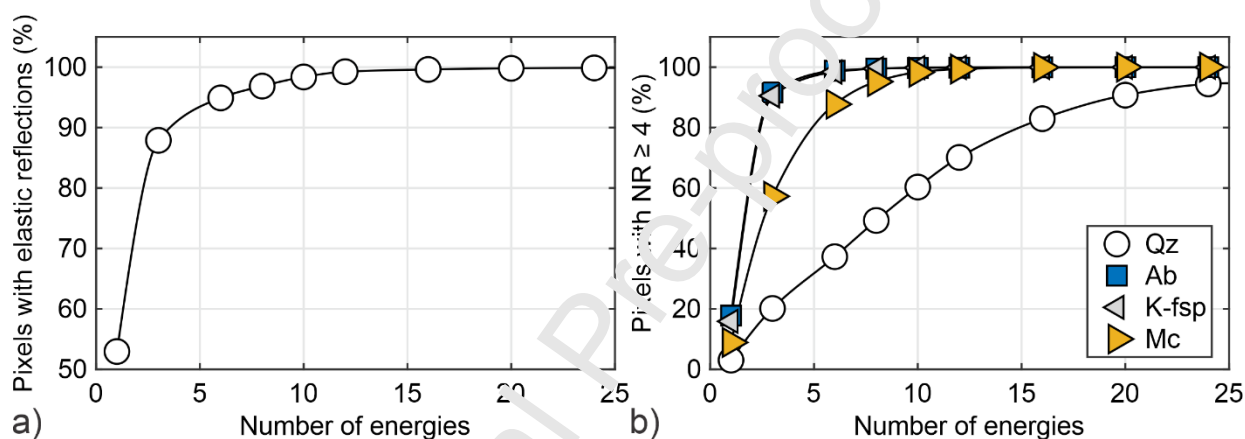 Pixels with elastic reflections (%)
100
90
80
70
60
50
0 5 10 15 20 25
Number of energies
a)
Pixels with NR ≥ 4 (%)
100
80
60
40
20
0
0 5 10 15 20 25
Number of energies
b)
Qz
Ab
K-fsp
Mc
Pre-proo